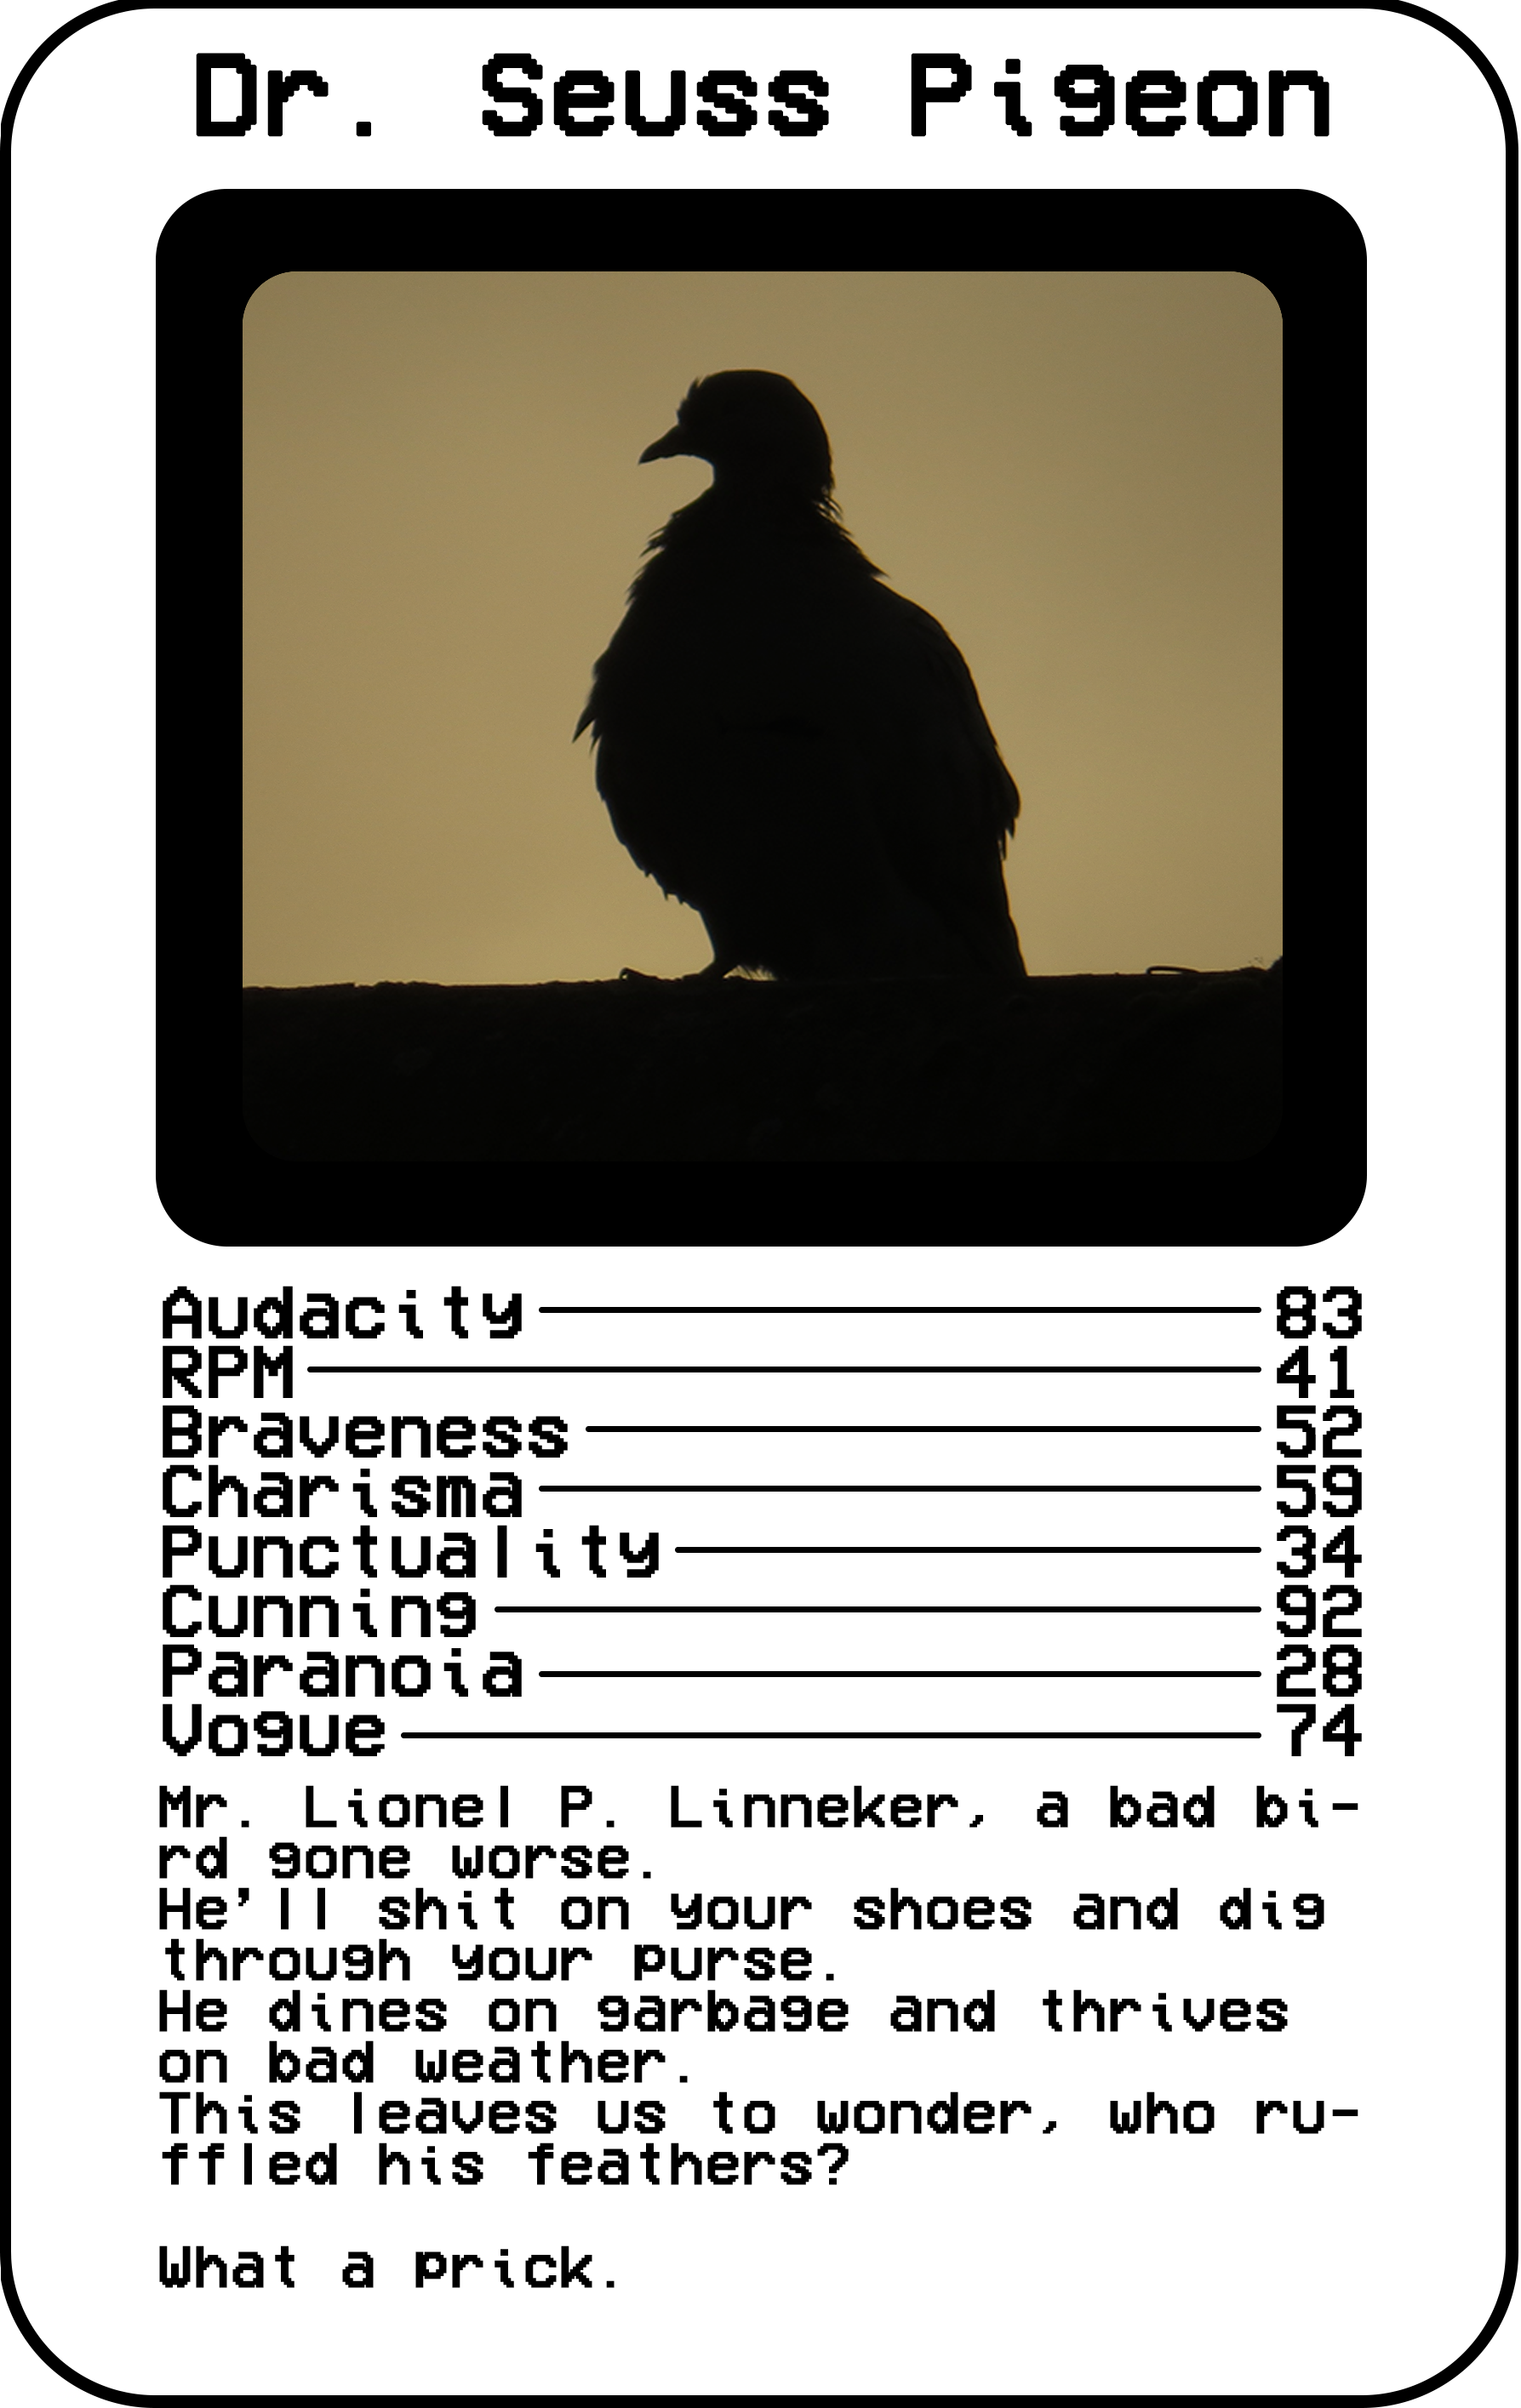 Dr. Seuss Pigeon
Audacity 83
RPM 41
Braveness 52
Charisma 59
Punctuality 34
Cunning 92
Paranoia 28
Vogue 74
Mr. Lionel P. Linneker, a bad bi-
rd gone worse.
He'll shit on your shoes and dig
through your purse.
He dines on garbage and thrives
on bad weather.
This leaves us to wonder, who ru-
ffled his feathers?
What a prick.